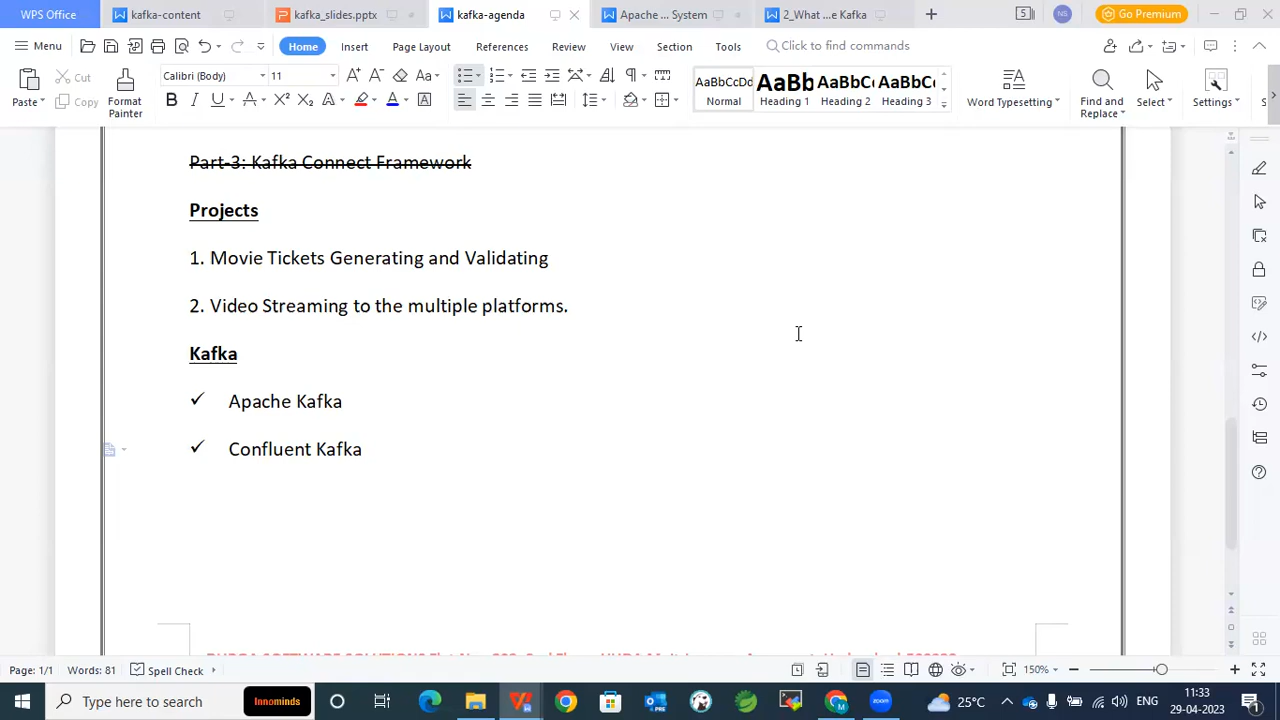 WPS Office
kafka-content
kafka_slides.pptx
kafka-agenda
Apache ... System
2_What ...e Kafka
Go Premium
NS
Menu
Home
Insert
Page Layout
References
Review
View
Section
Tools
Click to find commands
Paste
Cut
Copy
Format
Painter
Calibri (Body)
11
AaBbCcDd
Normal
AaBb
Heading 1
AaBbC
Heading 2
AaBbC
Heading 3
Word Typesetting
Find and
Replace
Select
Settings
Part-3: Kafka Connect Framework
Projects
1. Movie Tickets Generating and Validating
2. Video Streaming to the multiple platforms.
Kafka
✓ Apache Kafka
✓ Confluent Kafka
Page: 1/1
Words: 81
Spell Check
150%
Type here to search
Innominds
25°C
ENG
11:33
29-04-2023